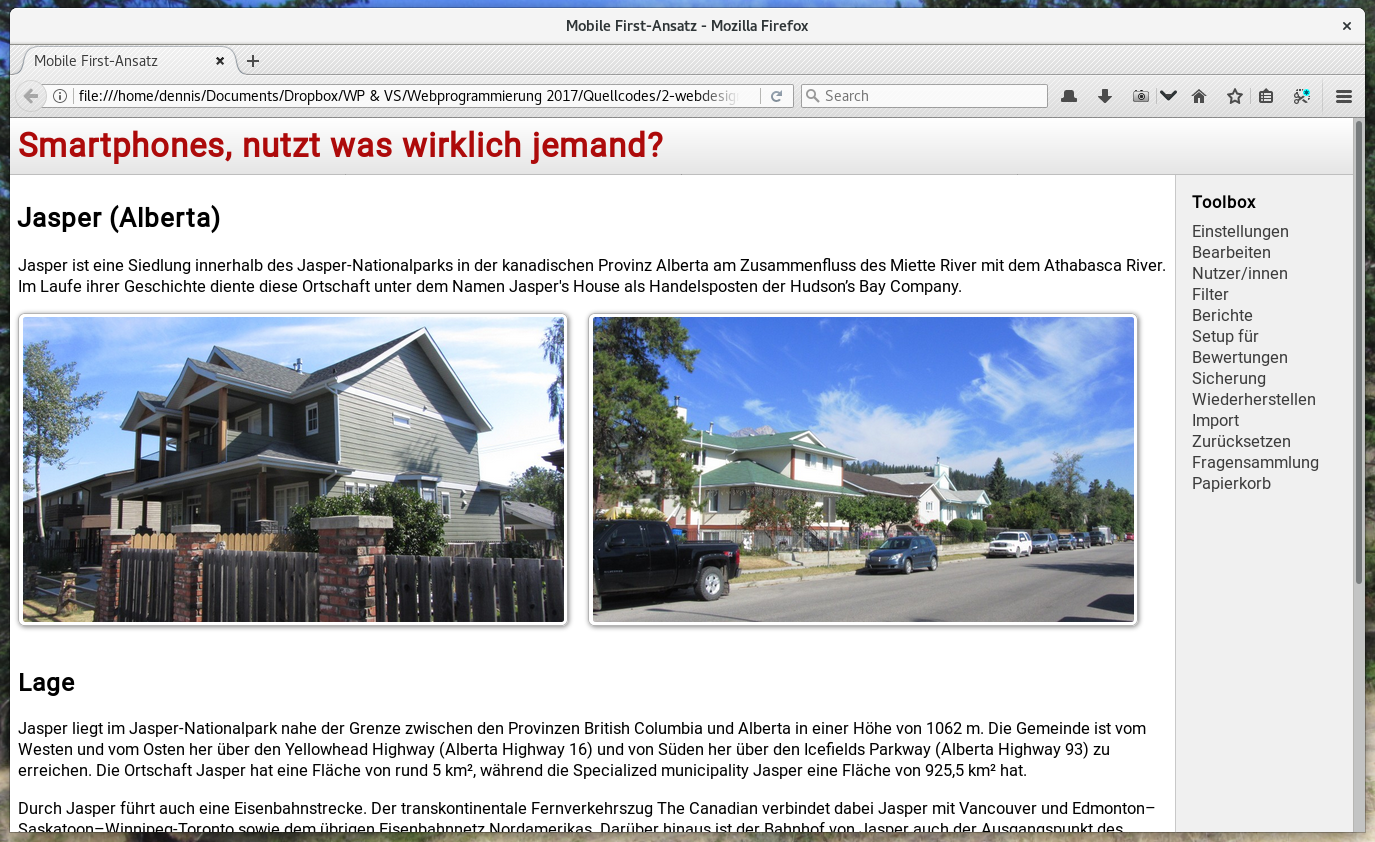 Mobile First-Ansatz - Mozilla Firefox
Mobile First-Ansatz
file:///home/dennis/Documents/Dropbox/WP & VS/Webprogrammierung 2017/Quellcodes/2-webdesig
Search
Smartphones, nutzt was wirklich jemand?
Jasper (Alberta)
Jasper ist eine Siedlung innerhalb des Jasper-Nationalparks in der kanadischen Provinz Alberta am Zusammenfluss des Miette River mit dem Athabasca River.
Im Laufe ihrer Geschichte diente diese Ortschaft unter dem Namen Jasper's House als Handelsposten der Hudson’s Bay Company.
Lage
Jasper liegt im Jasper-Nationalpark nahe der Grenze zwischen den Provinzen British Columbia und Alberta in einer Höhe von 1062 m. Die Gemeinde ist vom
Westen und vom Osten her über den Yellowhead Highway (Alberta Highway 16) und von Süden her über den Icefields Parkway (Alberta Highway 93) zu
erreichen. Die Ortschaft Jasper hat eine Fläche von rund 5 km², während die Specialized municipality Jasper eine Fläche von 925,5 km² hat.
Durch Jasper führt auch eine Eisenbahnstrecke. Der transkontinentale Fernverkehrszug The Canadian verbindet dabei Jasper mit Vancouver und Edmonton–
Saskatoon–Winnipeg-Toronto sowie dem übrigen Eisenbahnnetz Nordamerikas. Darüber hinaus ist der Bahnhof von Jasper auch der Ausgangspunkt des
Toolbox
Einstellungen
Bearbeiten
Nutzer/innen
Filter
Berichte
Setup für
Bewertungen
Sicherung
Wiederherstellen
Import
Zurücksetzen
Fragensammlung
Papierkorb